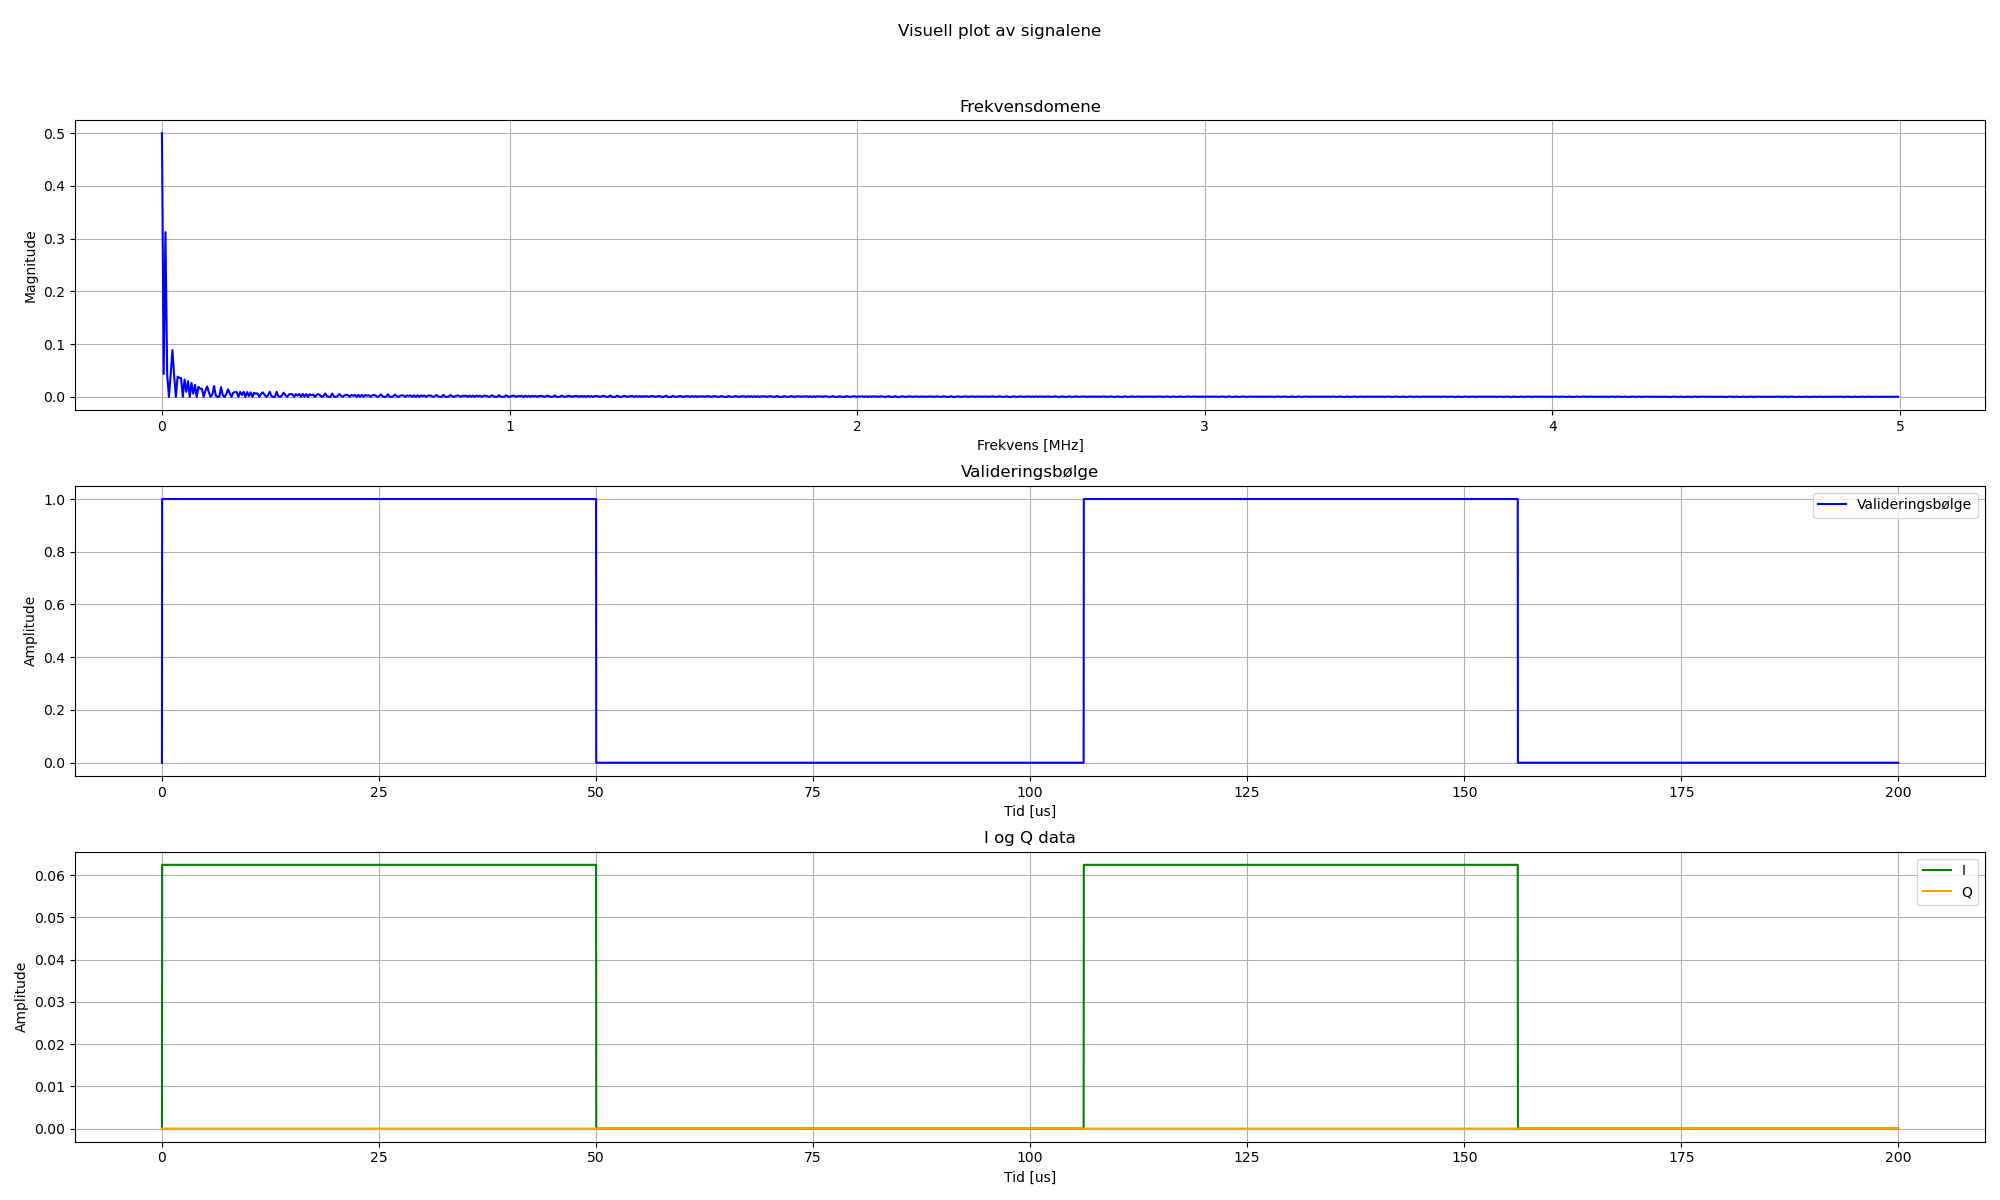 Visuell plot av signalene
Frekvensdomene
Magnitude
0.5
0.4
0.3
0.2
0.1
0.0
0 1 2 3 4 5
Frekvens [MHz]
Valideringsbølge
Amplitude
1.0
0.8
0.6
0.4
0.2
0.0
Valideringsbølge
0 25 50 75 100 125 150 175 200
Tid [us]
I og Q data
Amplitude
0.06
0.05
0.04
0.03
0.02
0.01
0.00
I
Q
0 25 50 75 100 125 150 175 200
Tid [us]